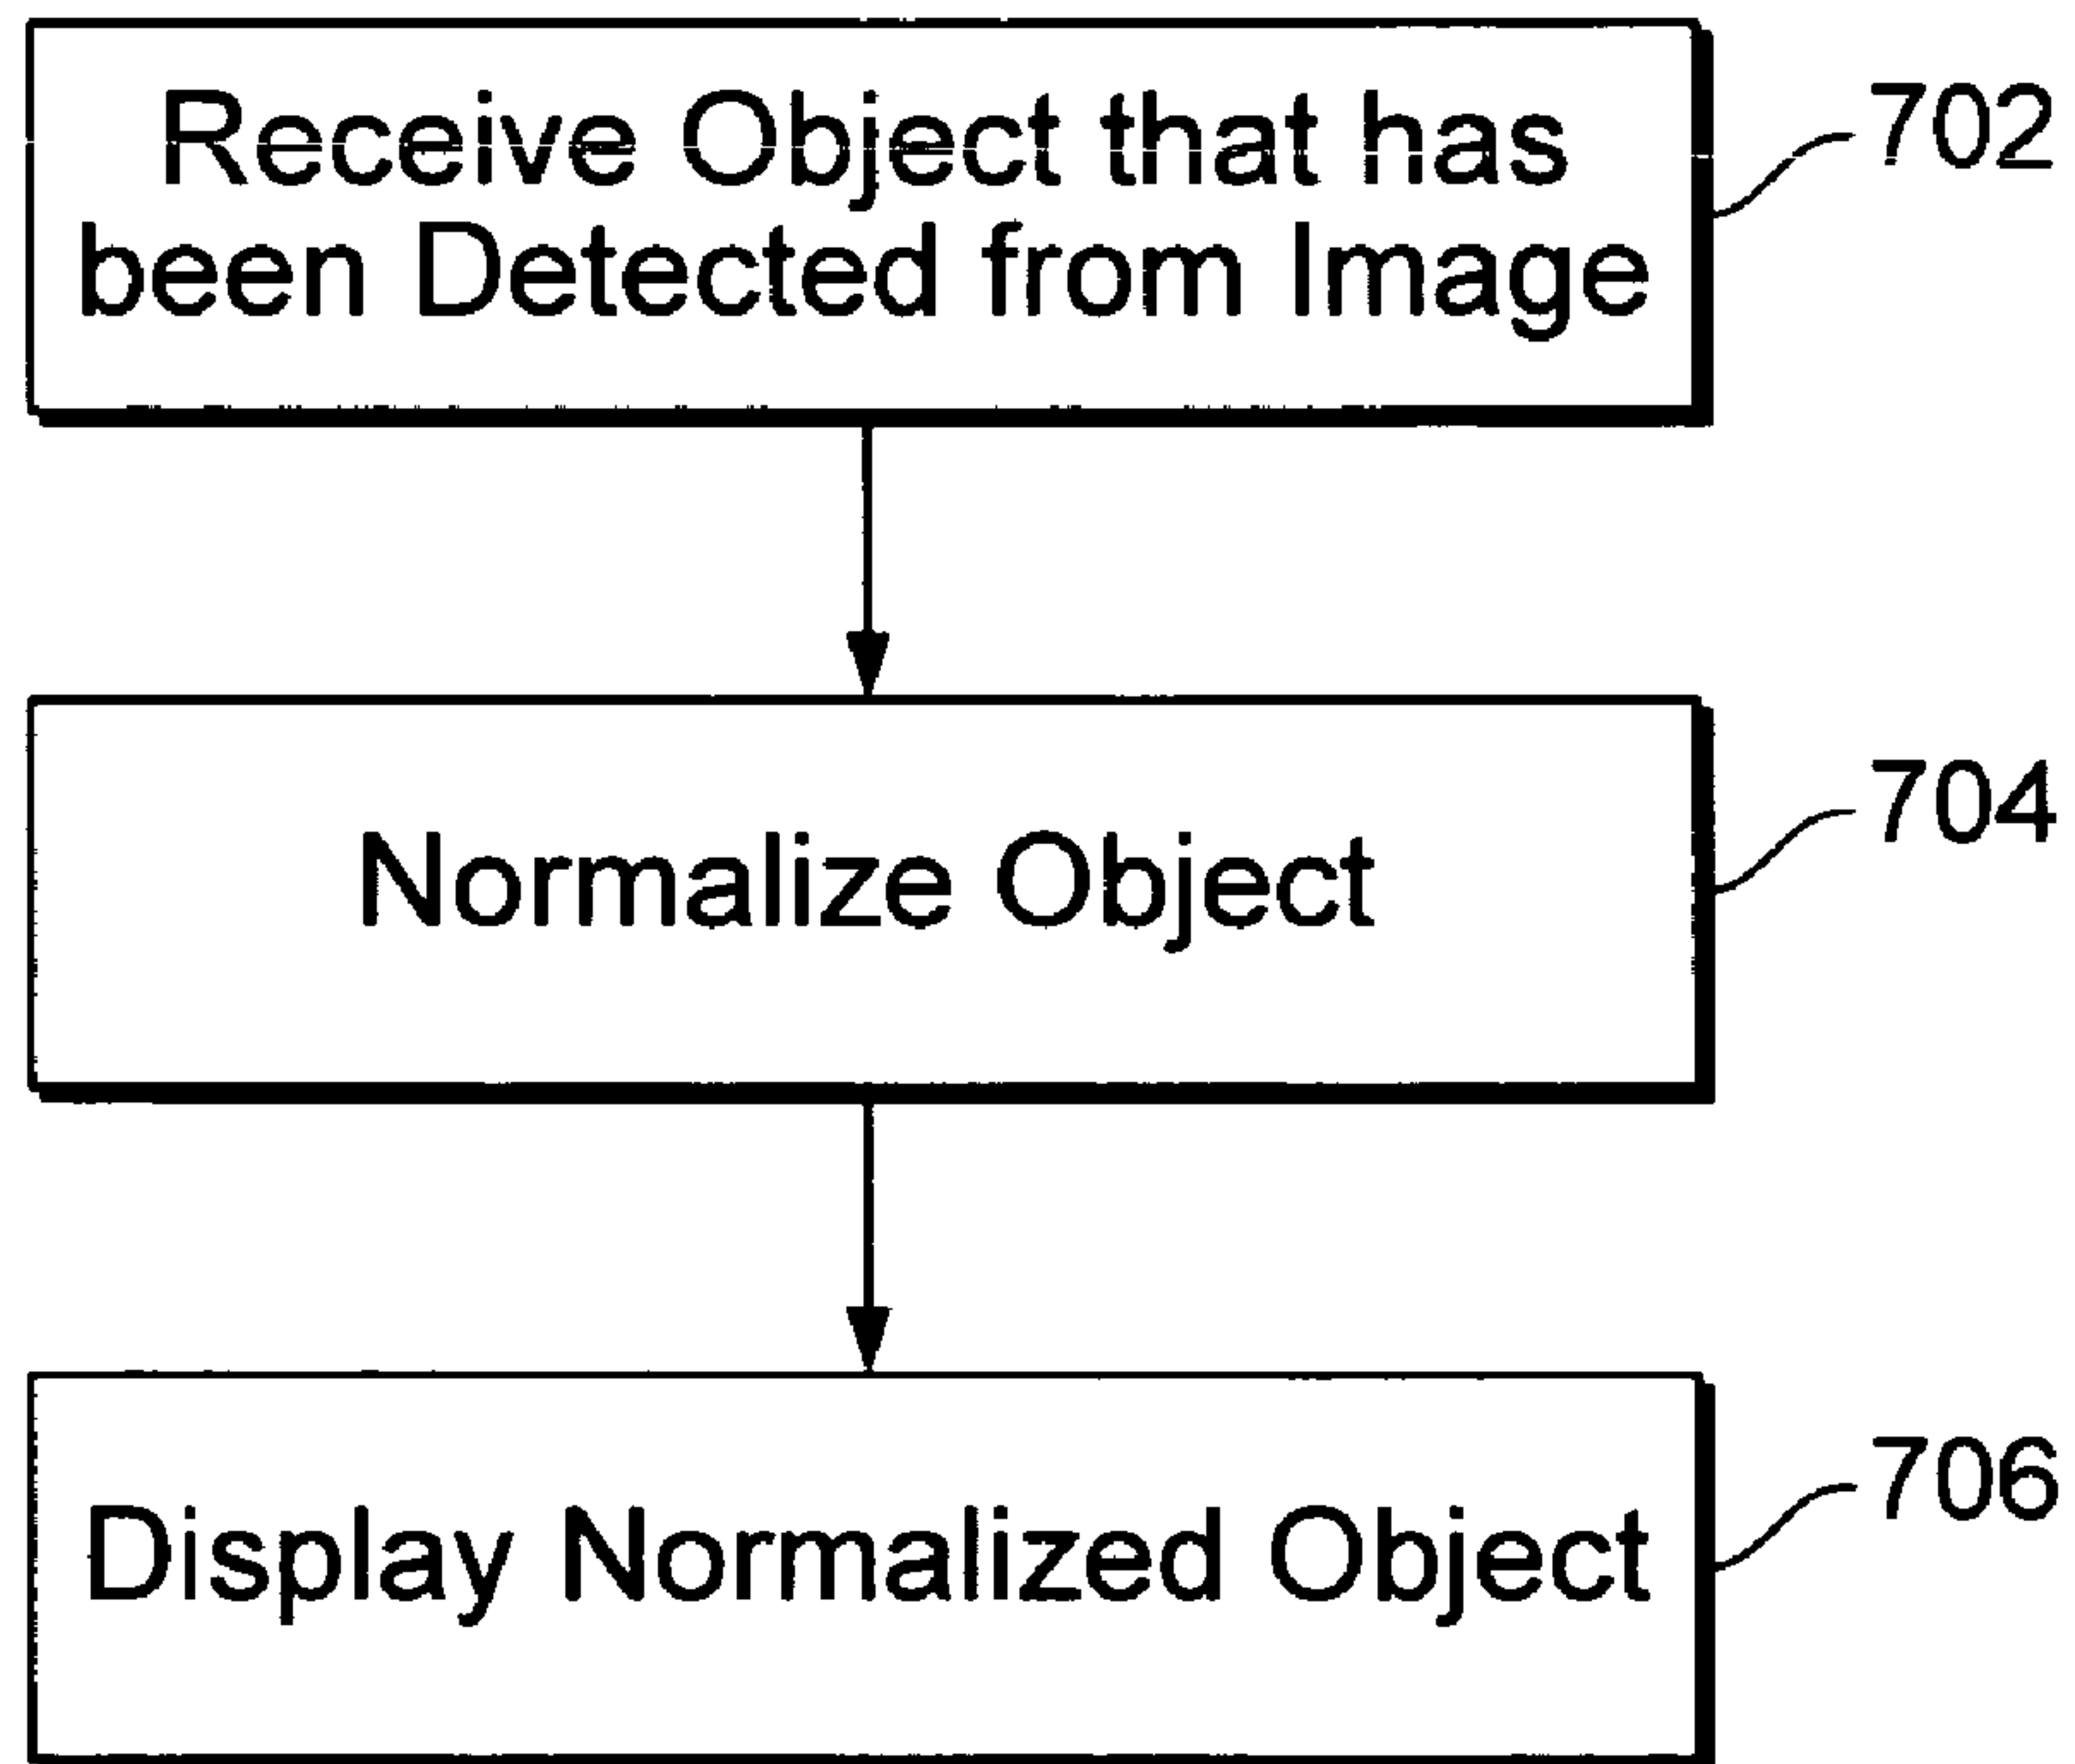 Receive Object that has
been Detected from Image
702
Normalize Object
704
Display Normalized Object
706